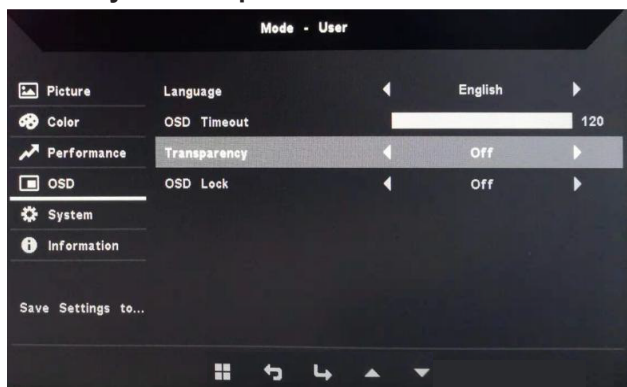 Mode - User
Picture
Language English
Color
OSD Timeout 120
Performance
Transparency Off
OSD
OSD Lock Off
System
Information
Save Settings to...